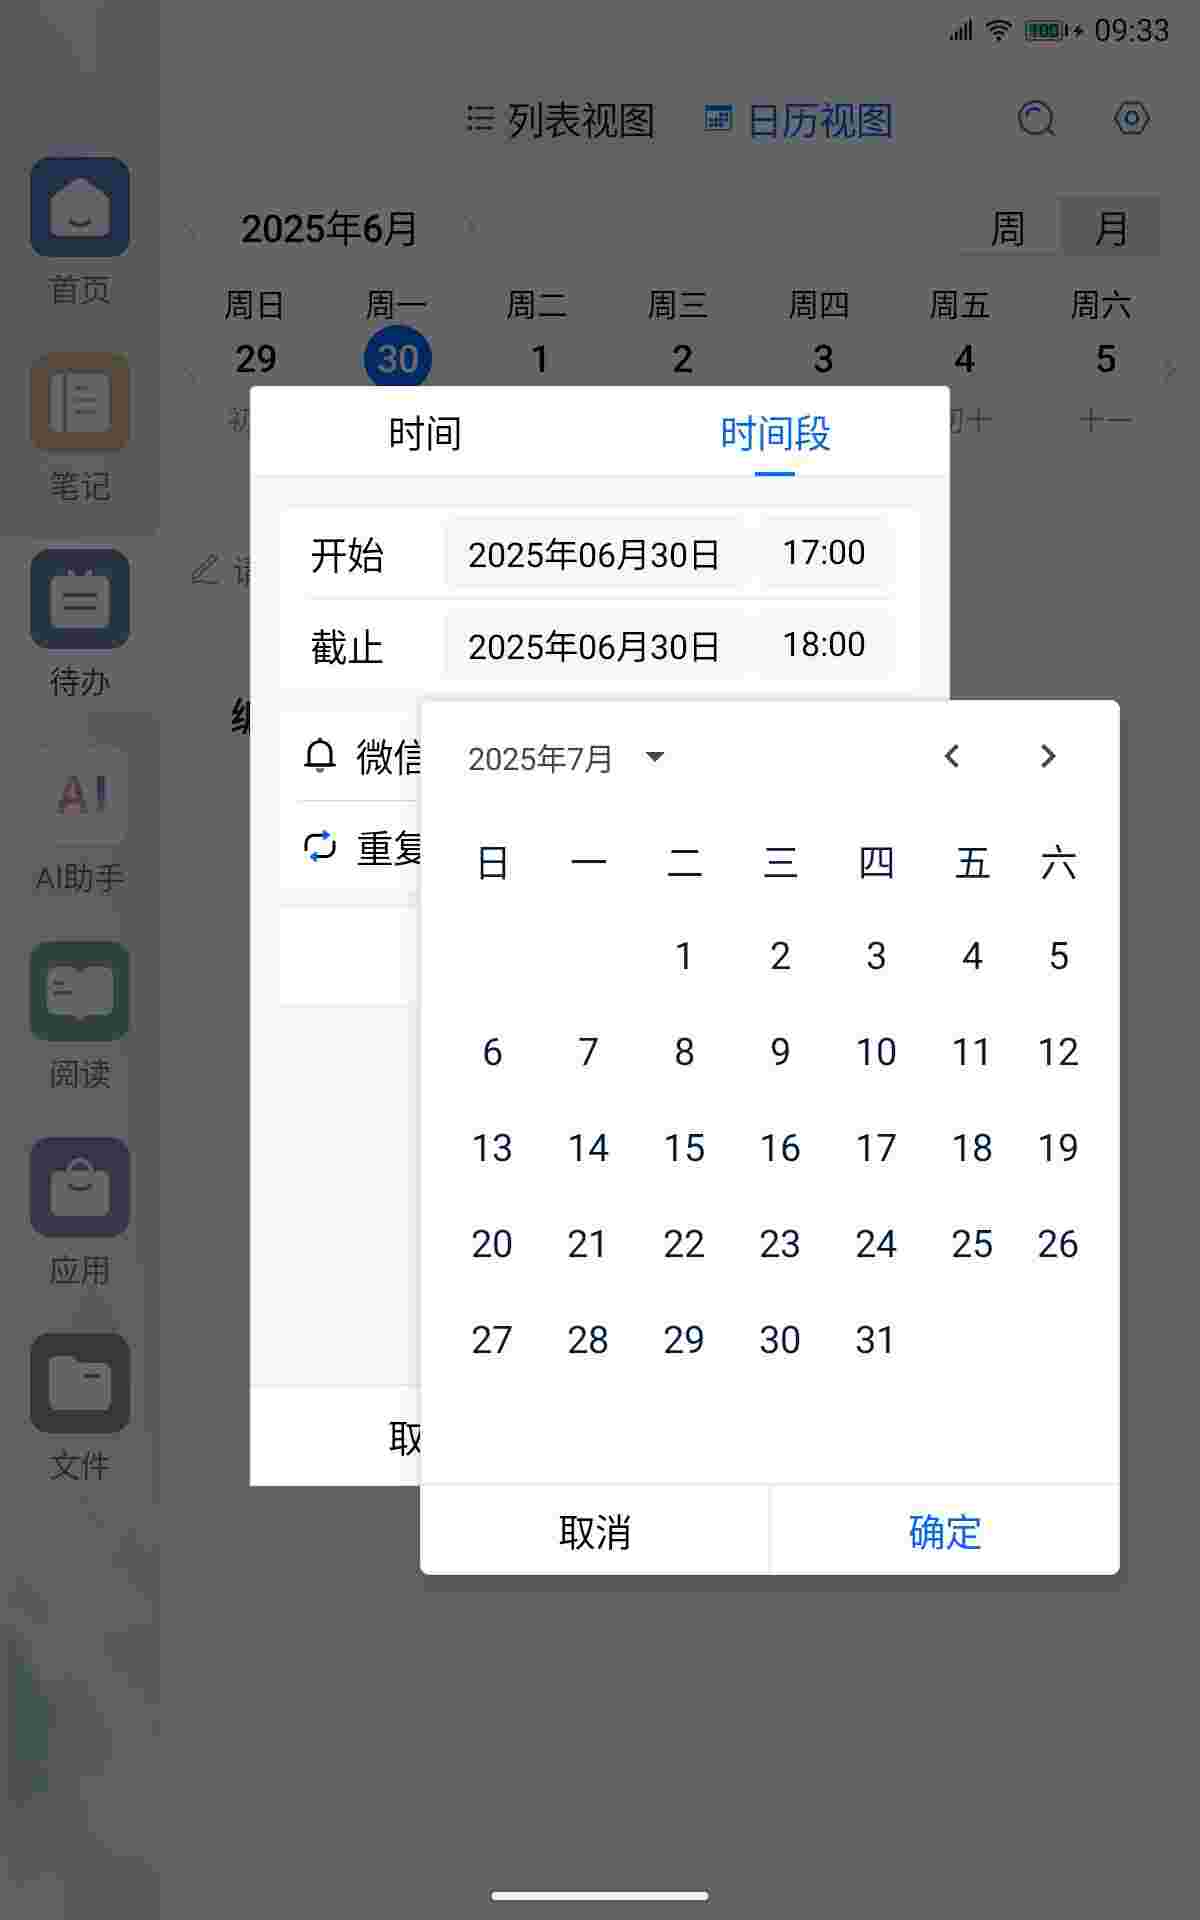 100 09:33
列表视图 日历视图
2025年6月 周 月
周日 周一 周二 周三 周四 周五 周六
29 30 1 2 3 4 5
初 初十 十一
时间 时间段
开始 2025年06月30日 17:00
截止 2025年06月30日 18:00
微信
重复
取
2025年7月
日 一 二 三 四 五 六
1 2 3 4 5
6 7 8 9 10 11 12
13 14 15 16 17 18 19
20 21 22 23 24 25 26
27 28 29 30 31
取消 确定
首页
笔记
待办
AI
AI助手
阅读
应用
文件